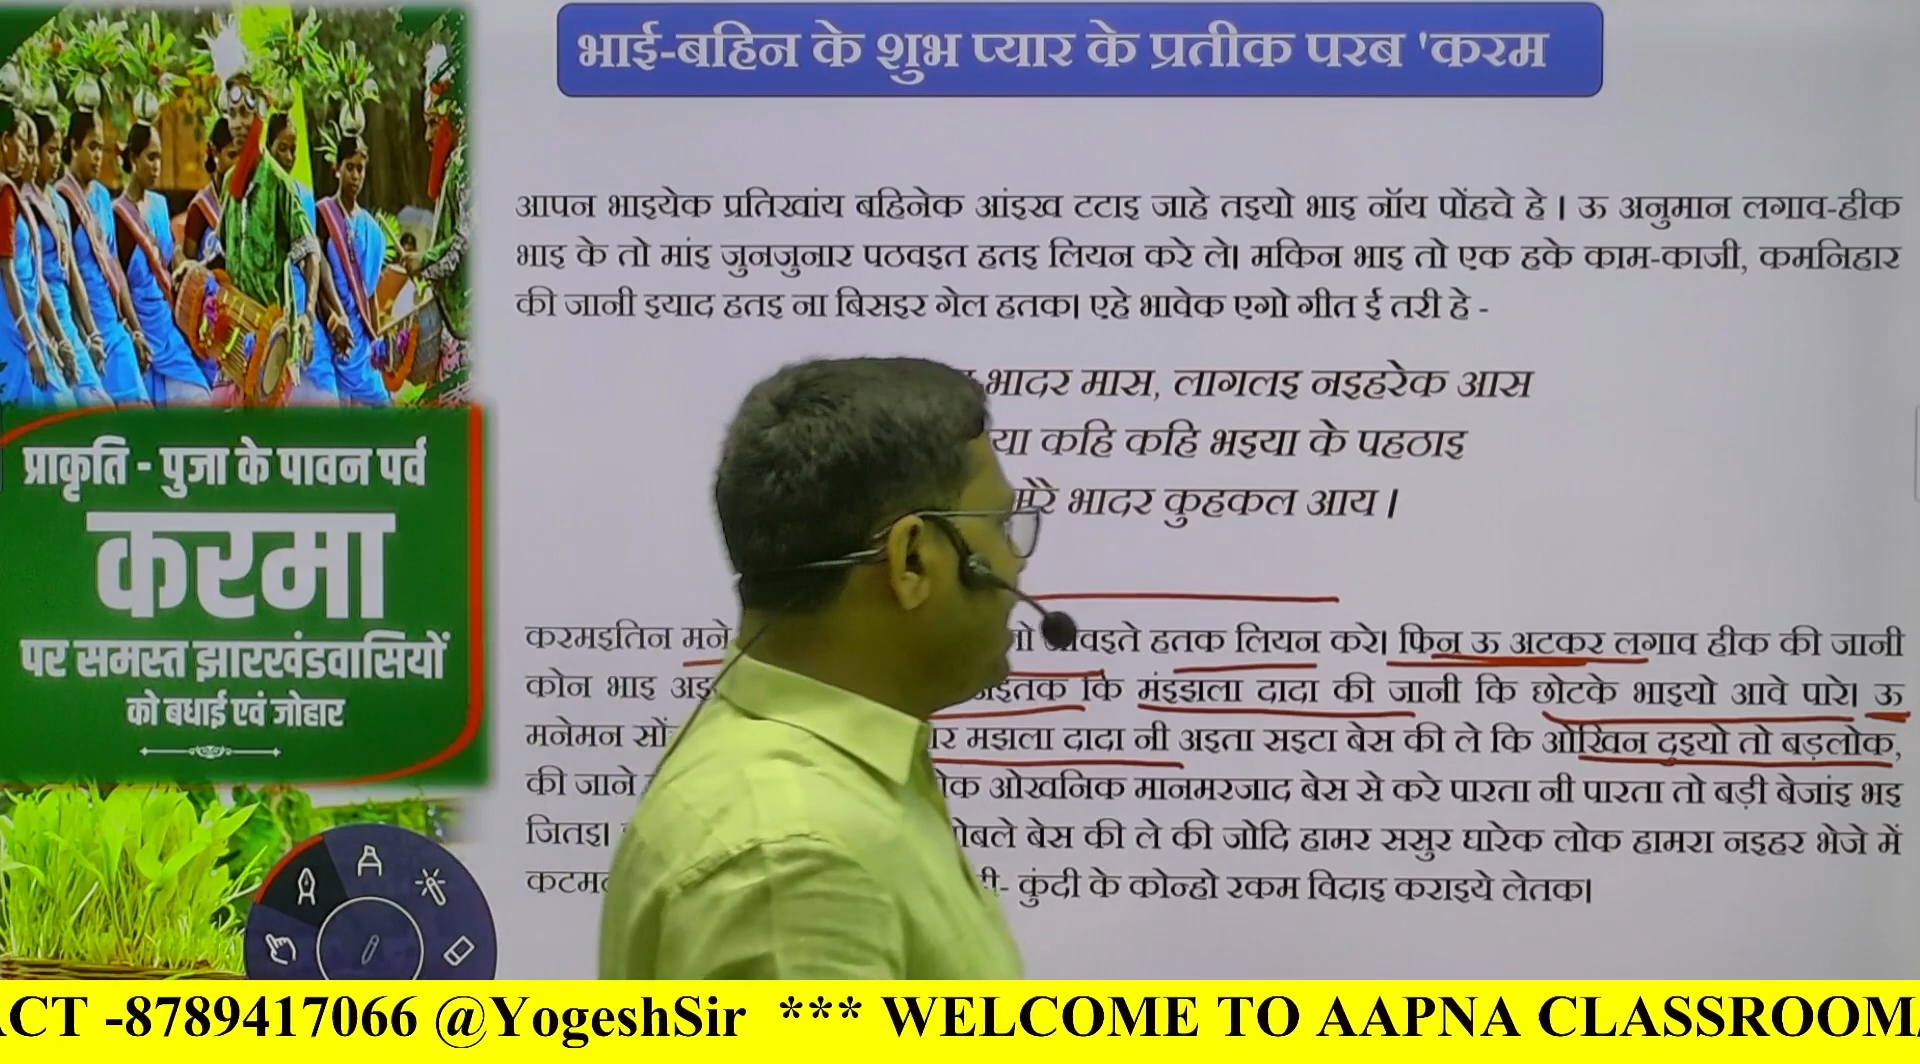 भाई-बहिन के शुभ प्यार के प्रतीक परब 'करम
आपन भाइयेक प्रतिखांय बहिनेक आंइख टटाइ जाहे तइयो भाइ नॉय पोंहचे हे । ऊ अनुमान लगाव-हीक
भाइ के तो मांइ जुनजुनार पठवइत हतइ लियन करे ले। मकिन भाइ तो एक हके काम-काजी, कमनिहार
की जानी इयाद हतइ ना बिसइर गेल हतक। एहे भावेक एगो गीत ई तरी हे -
भादर मास, लागलइ नइहरेक आस
या कहि कहि भइया के पहठाइ
भादर कुहकल आय ।
करमइतिन मने वइते हतक लियन करे। फिन ऊ अटकर लगाव हीक की जानी
कोन भाइ अइ इतक कि मंइझला दादा की जानी कि छोटके भाइयो आवे पारे। ऊ
मनेमन सों र मझला दादा नी अइता सइटा बेस की ले कि ओखिन दुइयो तो बड़लोक,
की जाने क ओखनिक मानमरजाद बेस से करे पारता नी पारता तो बड़ी बेजांइ भइ
जितइ। बले बेस की ले की जोदि हामर ससुर घारेक लोक हामरा नइहर भेजे में
कटम - कुंदी के कोन्हो रकम विदाइ कराइये लेतक।
प्राकृति - पुजा के पावन पर्व
करमा
पर समस्त झारखंडवासियों
को बधाई एवं जोहार
ACT -8789417066 @YogeshSir *** WELCOME TO AAPNA CLASSROOM